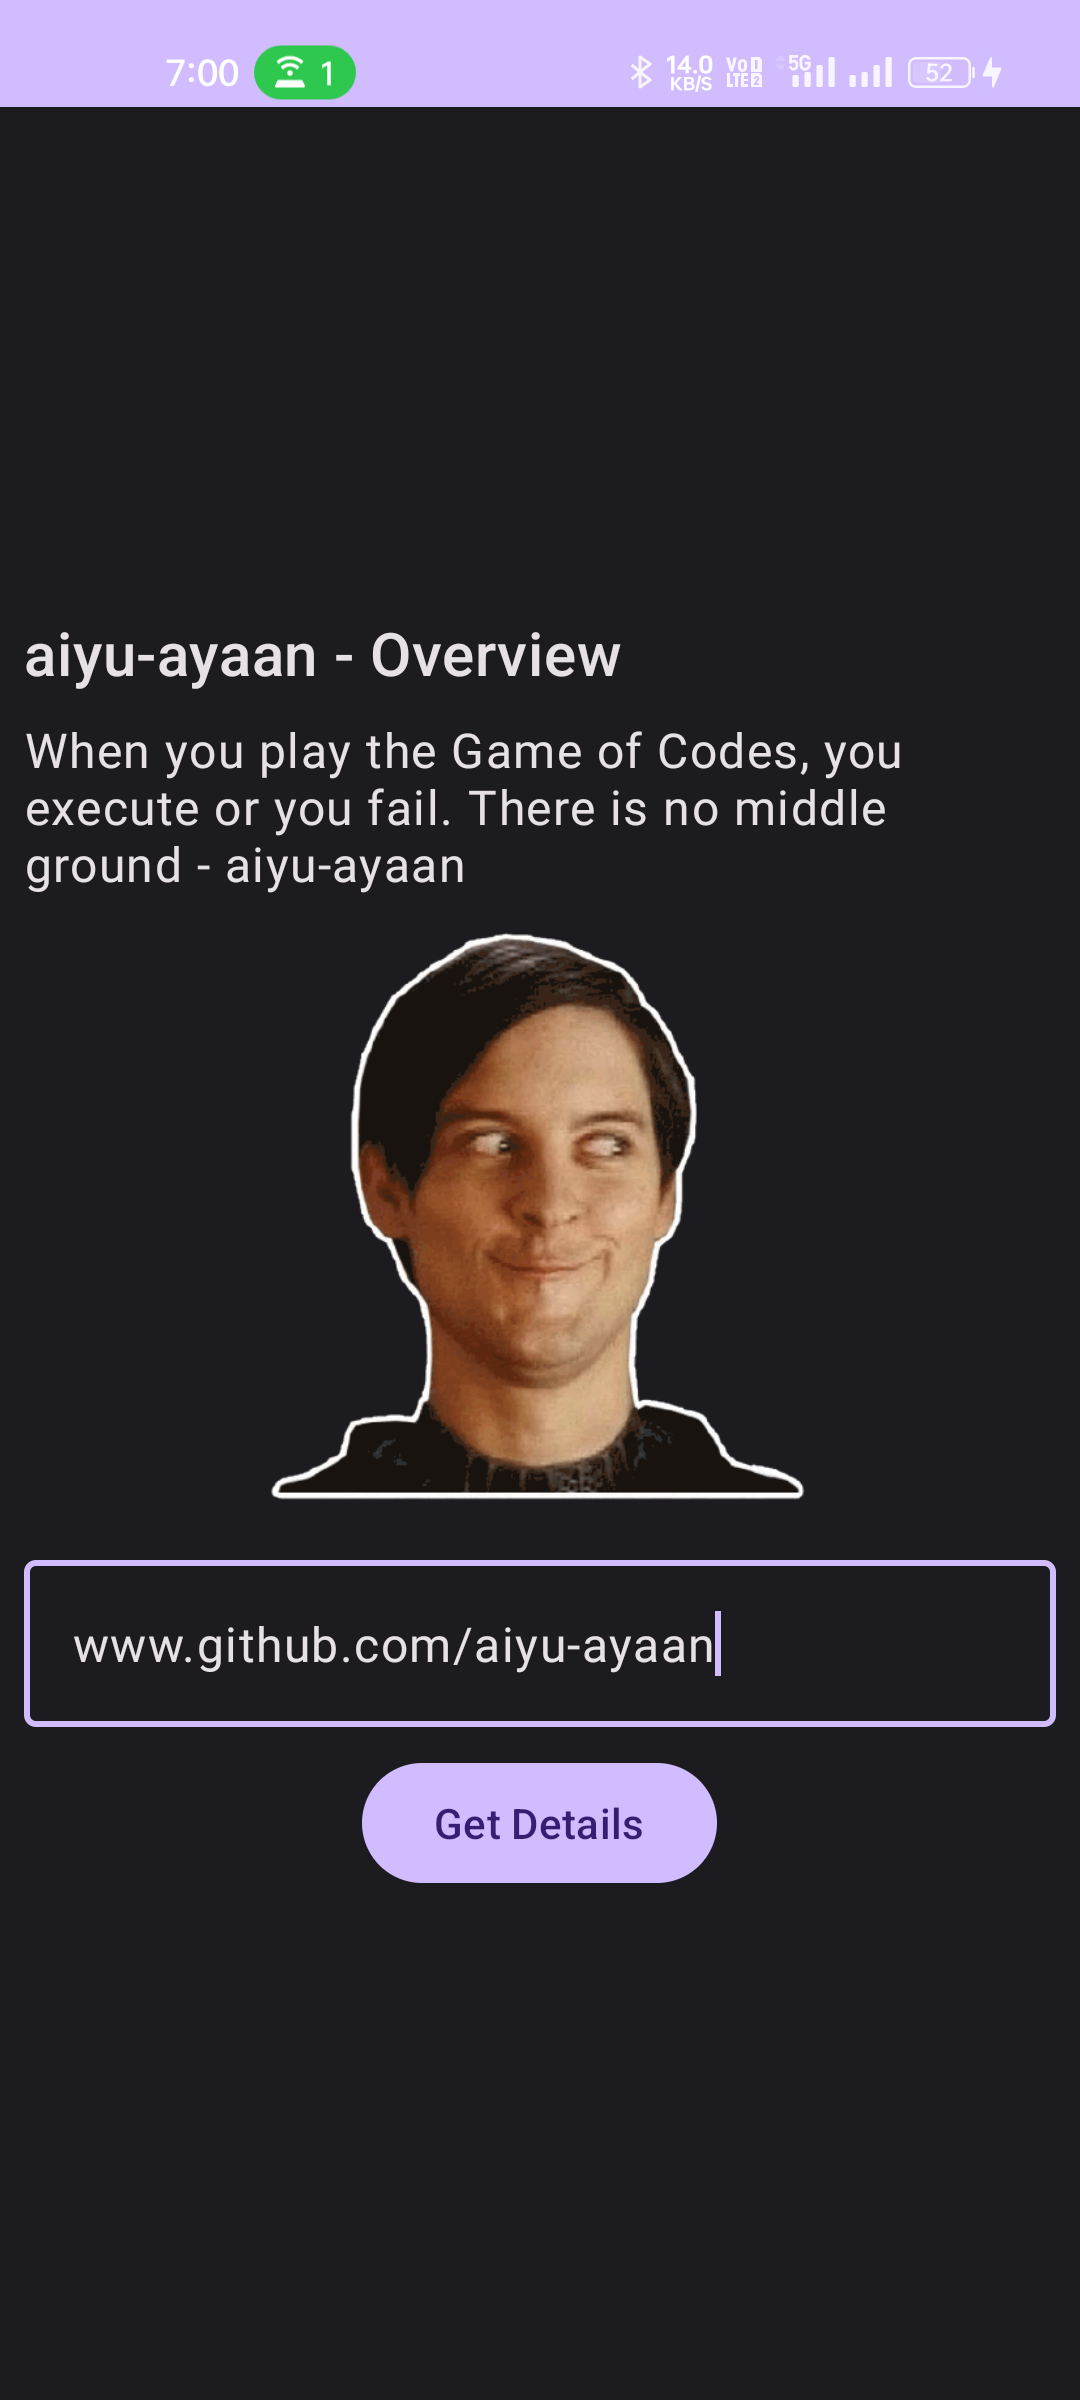 7:00 1 14.0 KB/S VoD LTE 2 5G 52
aiyu-ayaan - Overview
When you play the Game of Codes, you
execute or you fail. There is no middle
ground - aiyu-ayaan
www.github.com/aiyu-ayaan
Get Details